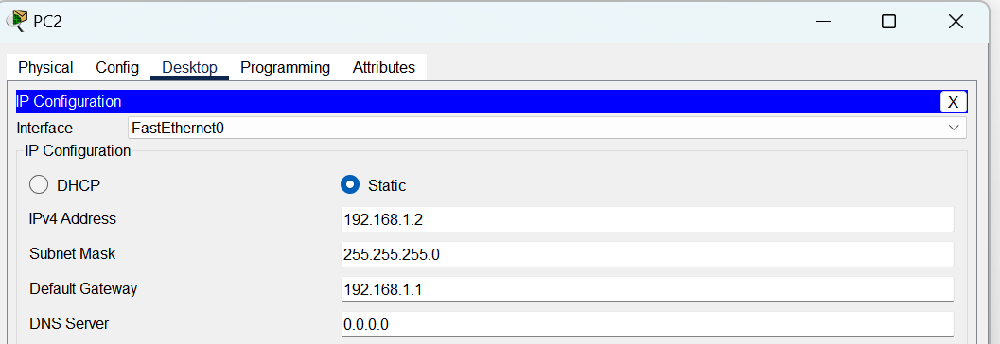 PC2
Physical Config Desktop Programming Attributes
IP Configuration X
Interface FastEthernet0
IP Configuration
DHCP Static
IPv4 Address 192.168.1.2
Subnet Mask 255.255.255.0
Default Gateway 192.168.1.1
DNS Server 0.0.0.0